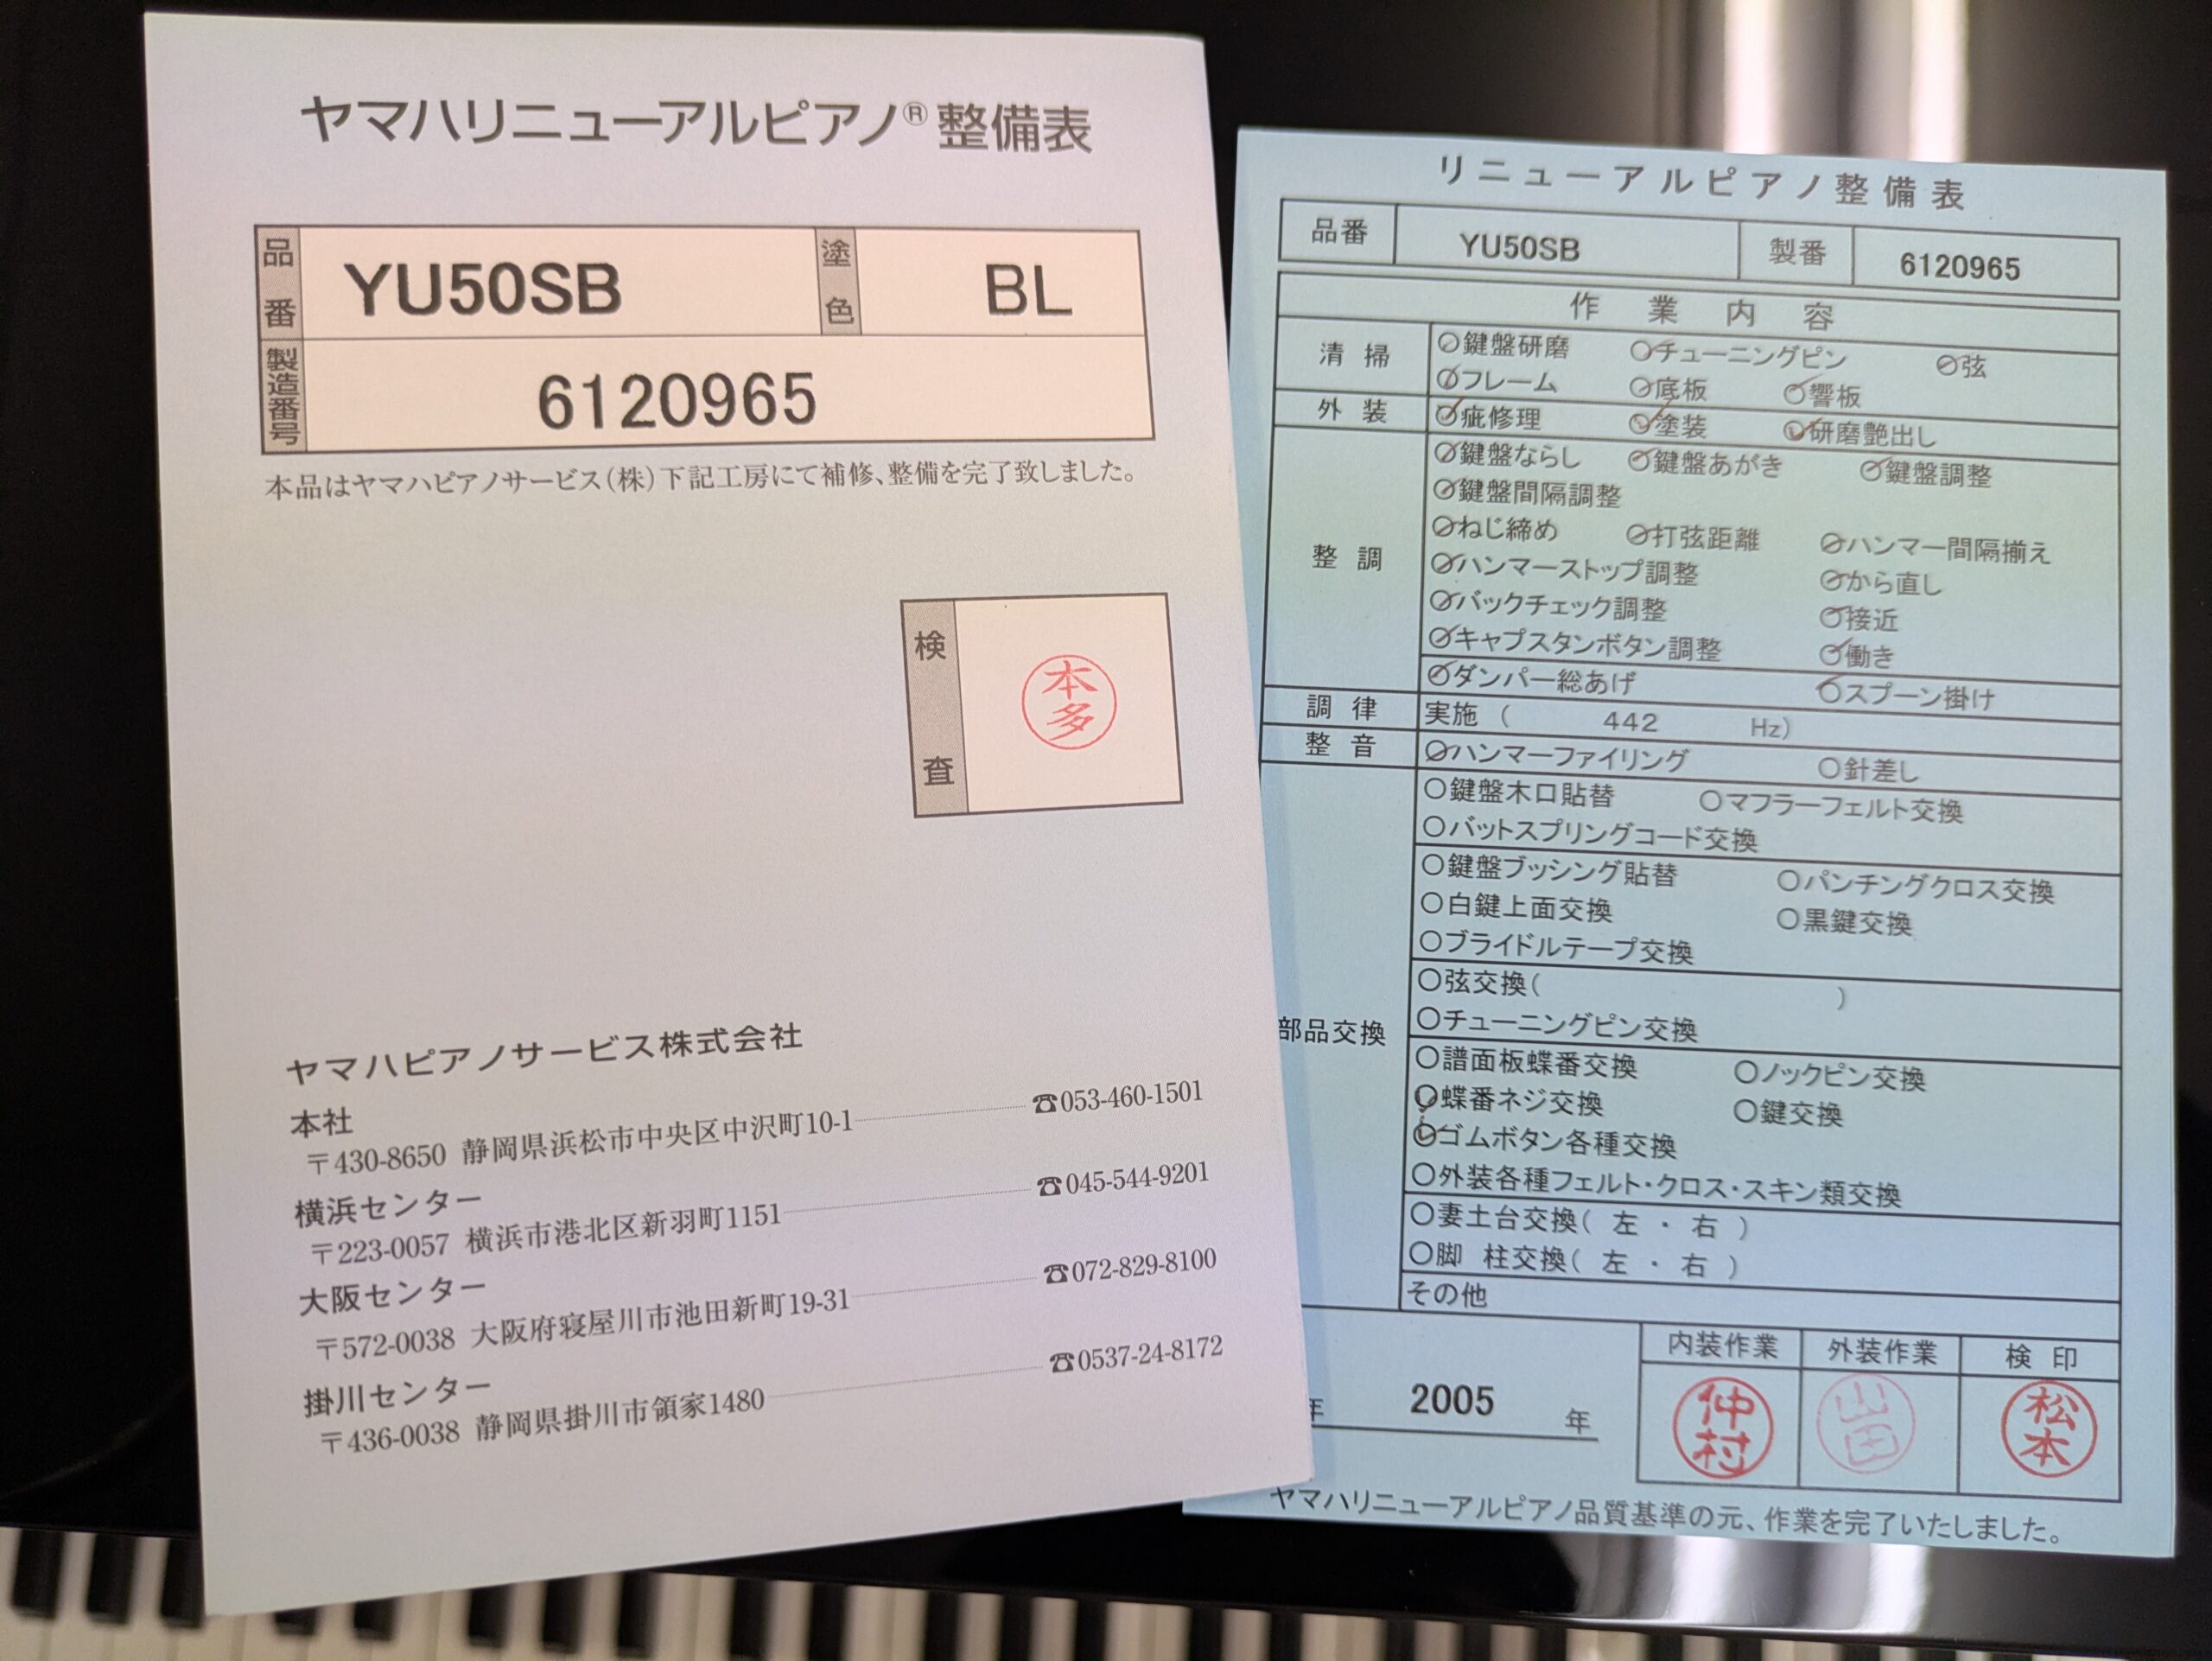 ヤマハリニューアルピアノ® 整備表
品番 YU50SB 塗色 BL
製造番号 6120965
本品はヤマハピアノサービス(株)下記工房にて補修、整備を完了致しました。
検査 本多
ヤマハピアノサービス株式会社
本社
〒430-8650 静岡県浜松市中央区中沢町10-1 ☎053-460-1501
横浜センター
〒223-0057 横浜市港北区新羽町1151 ☎045-544-9201
大阪センター
〒572-0038 大阪府寝屋川市池田新町19-31 ☎072-829-8100
掛川センター
〒436-0038 静岡県掛川市領家1480 ☎0537-24-8172
リニューアルピアノ整備表
品番 YU50SB 製番 6120965
作業内容
清掃 ○鍵盤研磨 ○チューニングピン ○弦
○フレーム ○底板 ○響板
外装 ○疵修理 ○塗装 ○研磨艶出し
整調 ○鍵盤ならし ○鍵盤あがき ○鍵盤調整
○鍵盤間隔調整
○ねじ締め ○打弦距離 ○ハンマー間隔揃え
○ハンマーストップ調整 ○から直し
○バックチェック調整 ○接近
○キャプスタンボタン調整 ○働き
○ダンパー総あげ ○スプーン掛け
調律 実施 ( 442 Hz)
整音 ○ハンマーファイリング ○針差し
部品交換 ○鍵盤木口貼替 ○マフラーフェルト交換
○バットスプリングコード交換
○鍵盤ブッシング貼替 ○パンチングクロス交換
○白鍵上面交換 ○黒鍵交換
○ブライドルテープ交換
○弦交換( )
○チューニングピン交換
○譜面板蝶番交換 ○ノックピン交換
○蝶番ネジ交換 ○鍵交換
○ゴムボタン各種交換
○外装各種フェルト・クロス・スキン類交換
○妻土台交換( 左 ・ 右 )
○脚 柱交換( 左 ・ 右 )
その他
年 2005 年
内装作業 外装作業 検印
仲村 山田 松本
ヤマハリニューアルピアノ品質基準の元、作業を完了いたしました。